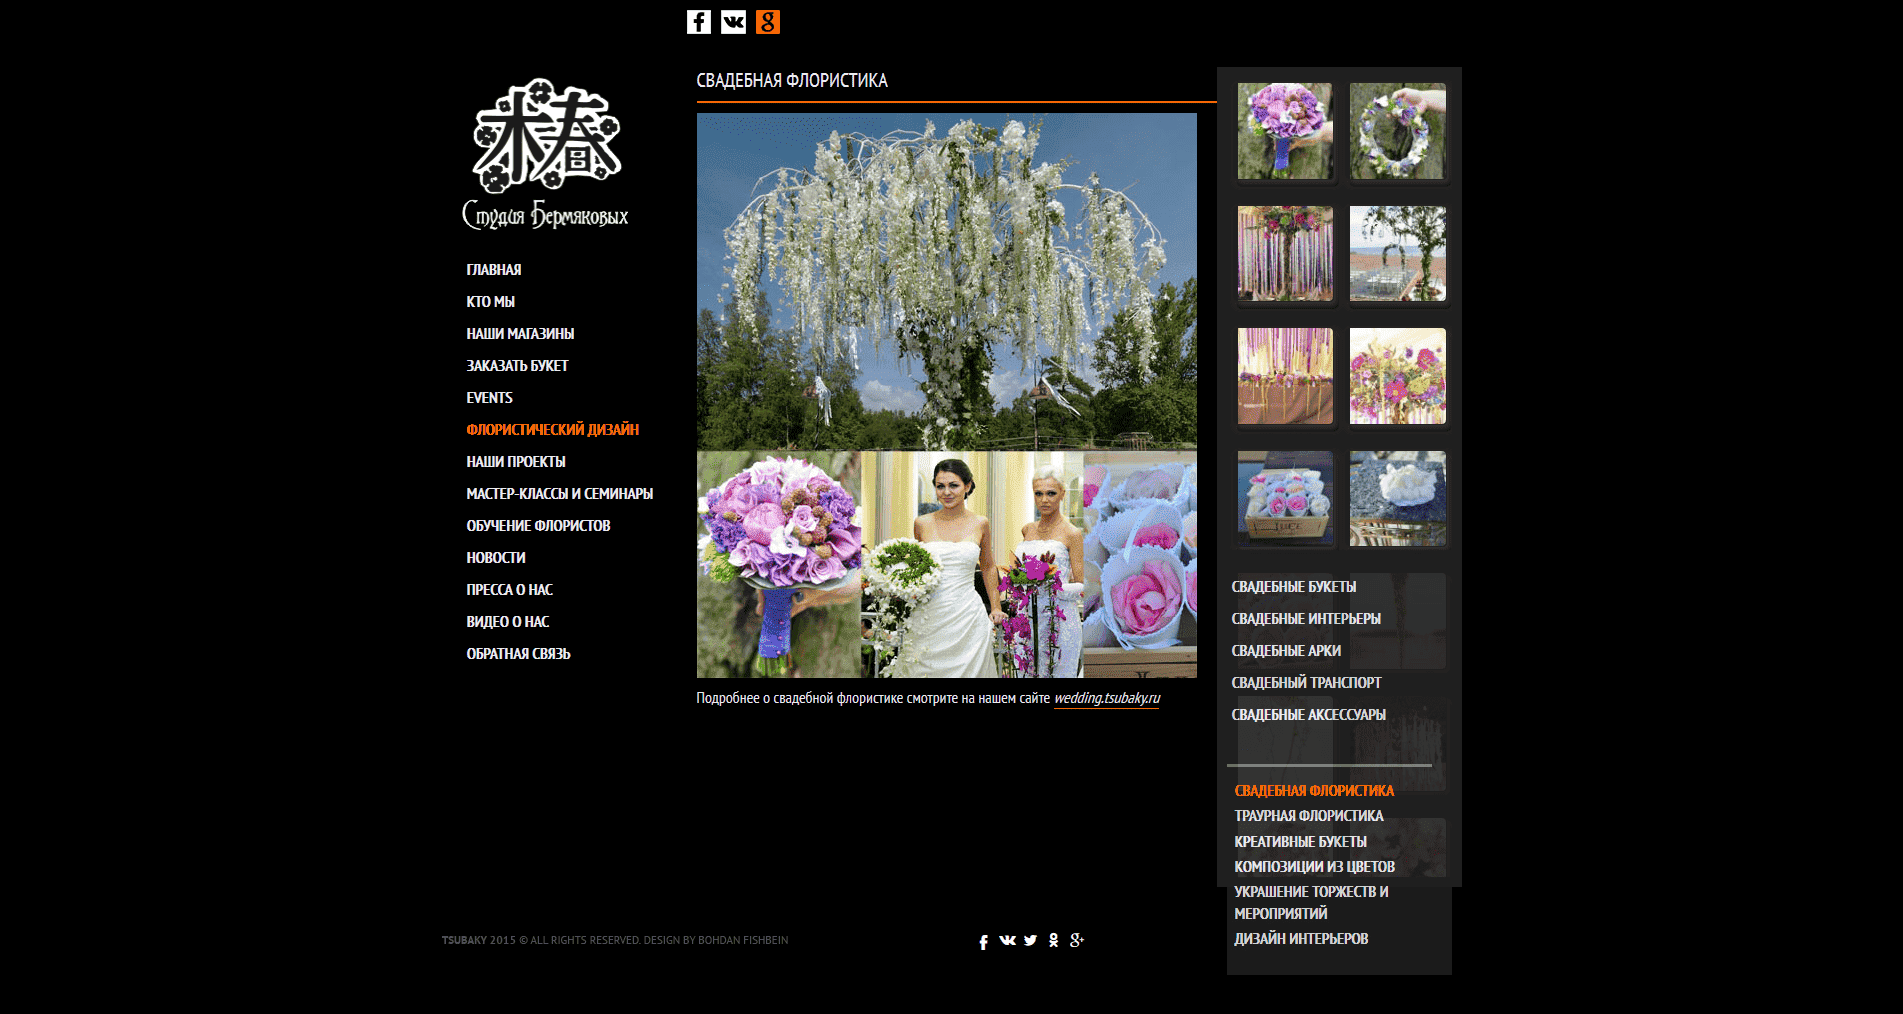 СВАДЕБНАЯ ФЛОРИСТИКА
椿
Студия Бермяковых
ГЛАВНАЯ
КТО МЫ
НАШИ МАГАЗИНЫ
ЗАКАЗАТЬ БУКЕТ
EVENTS
ФЛОРИСТИЧЕСКИЙ ДИЗАЙН
НАШИ ПРОЕКТЫ
МАСТЕР-КЛАССЫ И СЕМИНАРЫ
ОБУЧЕНИЕ ФЛОРИСТОВ
НОВОСТИ
ПРЕССА О НАС
ВИДЕО О НАС
ОБРАТНАЯ СВЯЗЬ
Подробнее о свадебной флористике смотрите на нашем сайте wedding.tsubaky.ru
СВАДЕБНЫЕ БУКЕТЫ
СВАДЕБНЫЕ ИНТЕРЬЕРЫ
СВАДЕБНЫЕ АРКИ
СВАДЕБНЫЙ ТРАНСПОРТ
СВАДЕБНЫЕ АКСЕССУАРЫ
СВАДЕБНАЯ ФЛОРИСТИКА
ТРАУРНАЯ ФЛОРИСТИКА
КРЕАТИВНЫЕ БУКЕТЫ
КОМПОЗИЦИИ ИЗ ЦВЕТОВ
УКРАШЕНИЕ ТОРЖЕСТВ И
МЕРОПРИЯТИЙ
ДИЗАЙН ИНТЕРЬЕРОВ
TSUBAKY 2015 © ALL RIGHTS RESERVED. DESIGN BY BOHDAN FISHBEIN